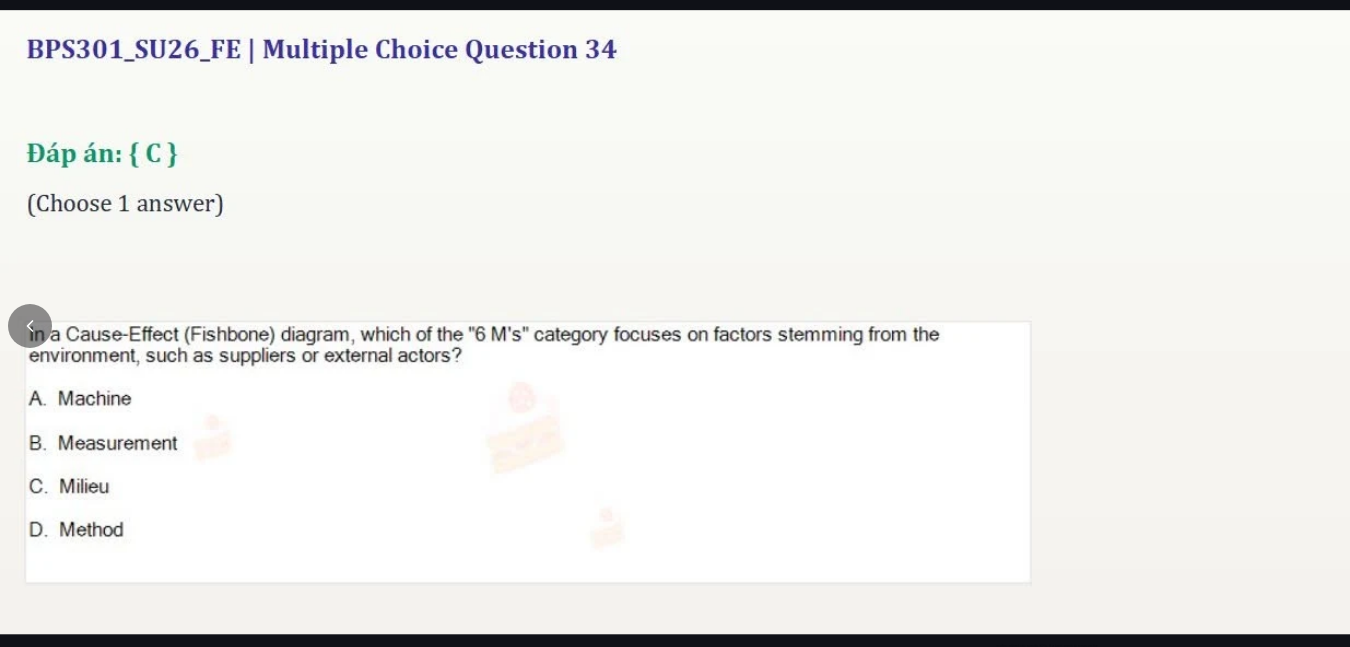 BPS301_SU26_FE | Multiple Choice Question 34
Đáp án: { C }
(Choose 1 answer)
In a Cause-Effect (Fishbone) diagram, which of the "6 M's" category focuses on factors stemming from the
environment, such as suppliers or external actors?
A. Machine
B. Measurement
C. Milieu
D. Method